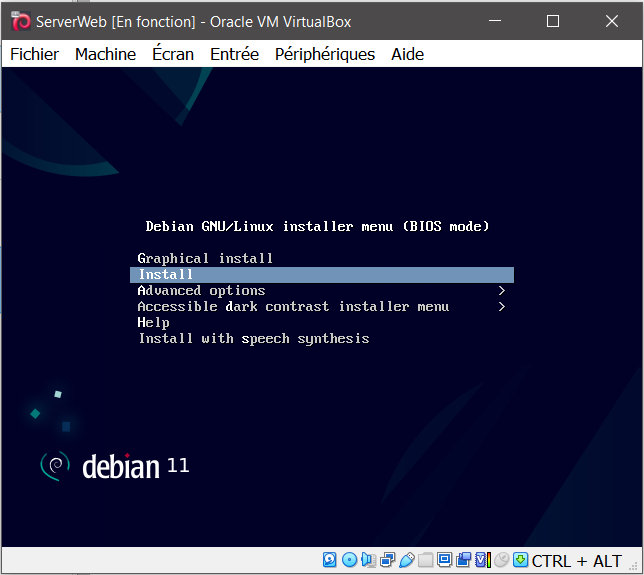 ServerWeb [En fonction] - Oracle VM VirtualBox
Fichier Machine Écran Entrée Périphériques Aide
Debian GNU/Linux installer menu (BIOS mode)
Graphical install
Install
Advanced options >
Accessible dark contrast installer menu >
Help
Install with speech synthesis
debian 11
CTRL + ALT